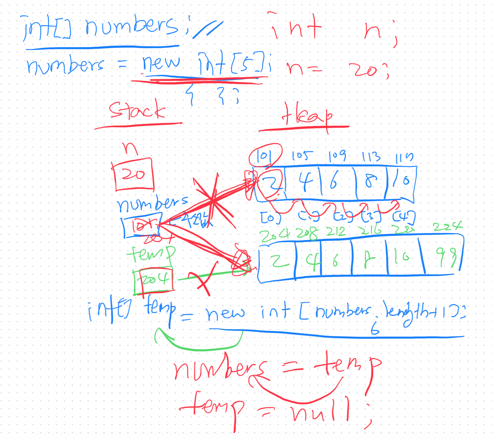 int[] numbers; //
int n;
numbers = new int[5];
n = 20;
{ };
stack
Heap
n
20
101 105 109 113 117
2 4 6 8 10
numbers
101
204
[0] [1] [2] [3] [4]
204 208 212 216 220 224
temp
2 4 6 8 10 99
204
int[] temp = new int [numbers.length+1];
6
numbers = temp
temp = null;